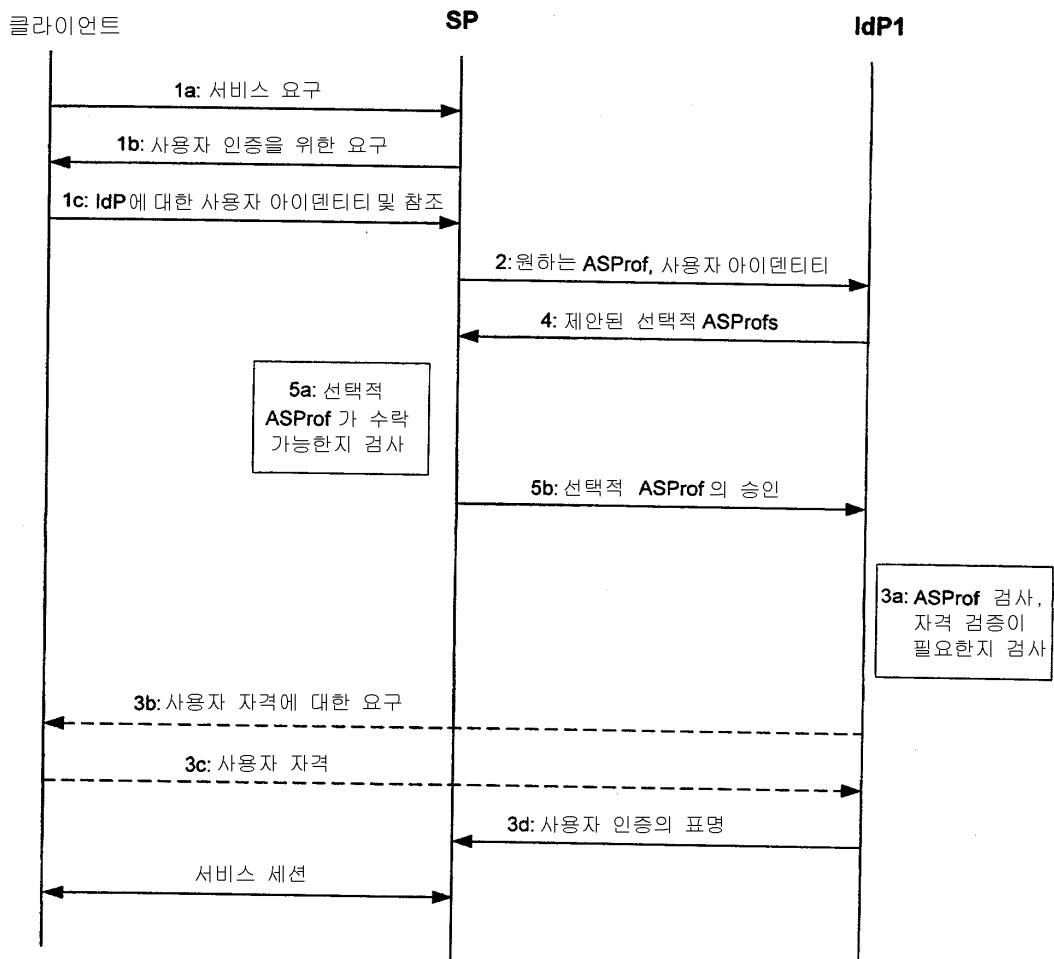 클라이언트
SP
IdP1
1a: 서비스 요구
1b: 사용자 인증을 위한 요구
1c: IdP에 대한 사용자 아이덴티티 및 참조
2: 원하는 ASProf, 사용자 아이덴티티
4: 제안된 선택적 ASProfs
5a: 선택적
ASProf 가 수락
가능한지 검사
5b: 선택적 ASProf 의 승인
3a: ASProf 검사,
자격 검증이
필요한지 검사
3b: 사용자 자격에 대한 요구
3c: 사용자 자격
3d: 사용자 인증의 표명
서비스 세션